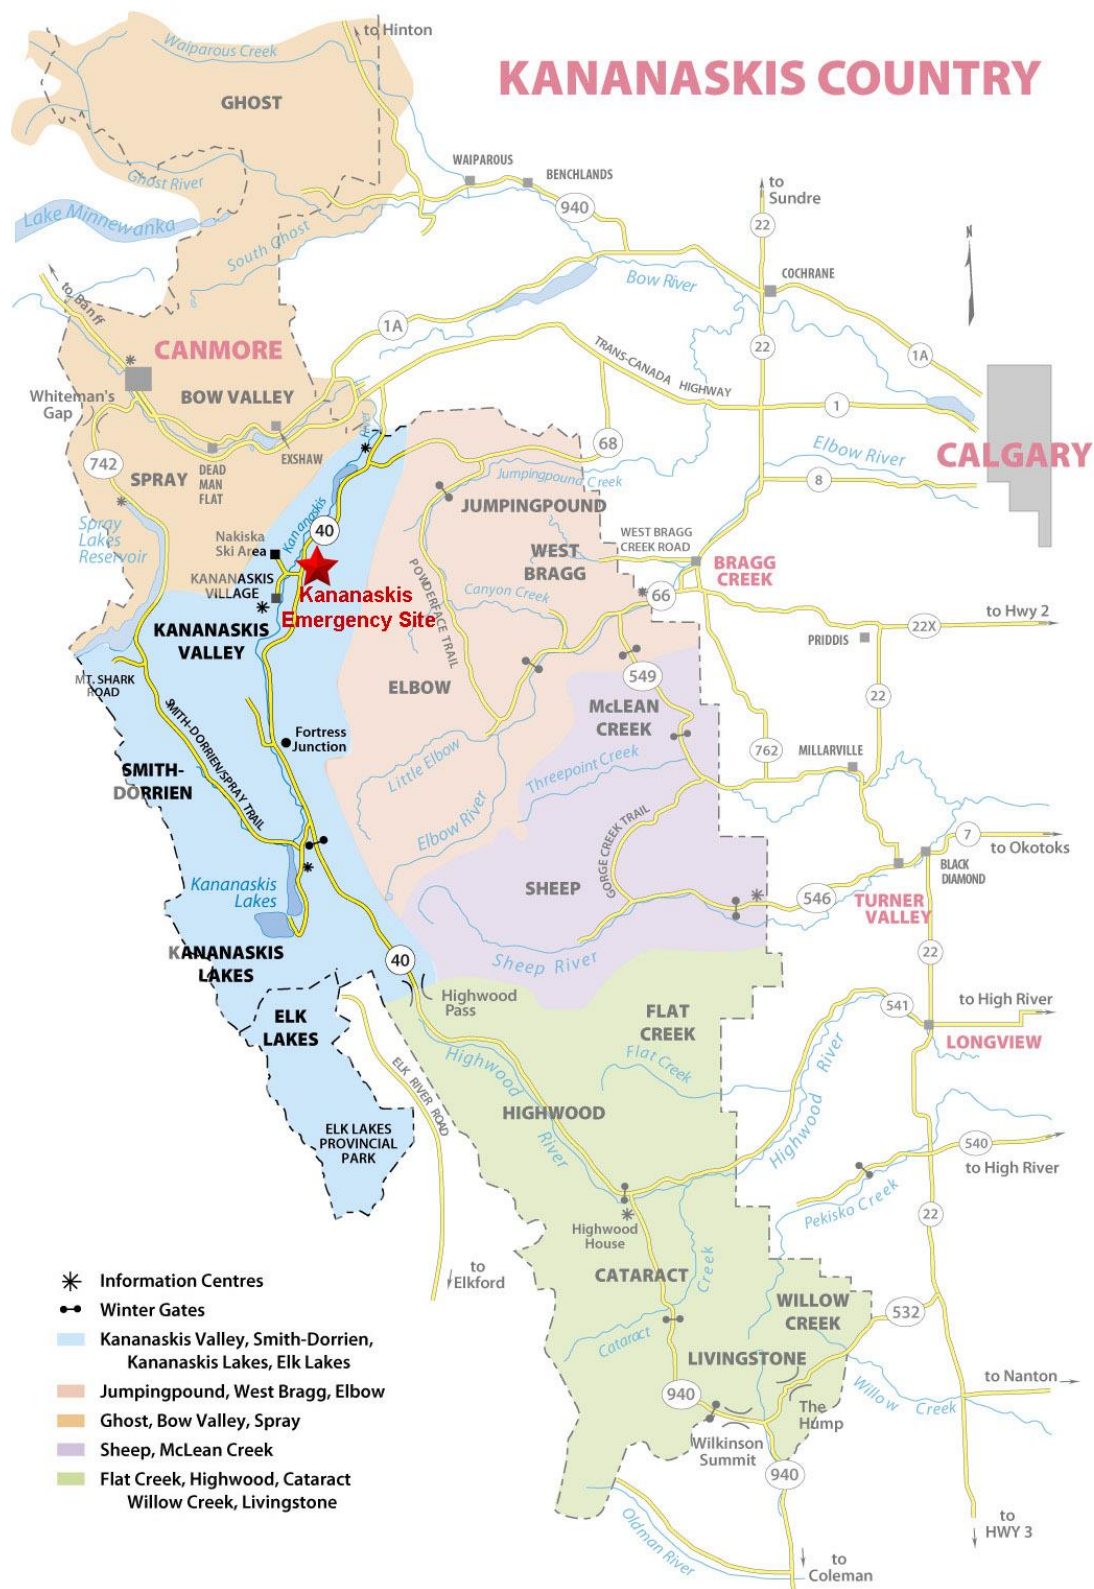 to Hinton
KANANASKIS COUNTRY
Waiparous Creek
GHOST
WAIPAROUS
BENCHLANDS
Ghost River
to
Sundre
940
22
Lake Minnewanka
South Ghost
N
Bow River
COCHRANE
to Banff
1A
22
1A
CANMORE
TRANS-CANADA HIGHWAY
Whiteman's
Gap
BOW VALLEY
1
River
68
Elbow River
CALGARY
EXSHAW
742
SPRAY
DEAD
MAN
FLAT
Jumpingpound Creek
8
JUMPINGPOUND
Spray
Lakes
Reservoir
Kananaskis
40
Nakiska
Ski Area
WEST BRAGG
CREEK ROAD
WEST
BRAGG
BRAGG
CREEK
KANANASKIS
VILLAGE
Kananaskis
Emergency Site
POWDERFACE TRAIL
Canyon Creek
66
to Hwy 2
22X
KANANASKIS
VALLEY
PRIDDIS
MT. SHARK
ROAD
ELBOW
549
22
McLEAN
CREEK
SMITH-DORRIEN/SPRAY TRAIL
Fortress
Junction
Little Elbow
Threepoint Creek
762
MILLARVILLE
SMITH-
DORRIEN
Elbow River
GORGE CREEK TRAIL
7
to Okotoks
BLACK
DIAMOND
Kananaskis
Lakes
SHEEP
546
TURNER
VALLEY
KANANASKIS
LAKES
40
Sheep River
22
Highwood
Pass
541
to High River
ELK
LAKES
FLAT
CREEK
LONGVIEW
Highwood
River
Flat Creek
Highwood
River
ELK RIVER ROAD
HIGHWOOD
ELK LAKES
PROVINCIAL
PARK
540
to High River
Pekisko Creek
22
Highwood
House
to
Elkford
CATARACT
Creek
Information Centres
Winter Gates
WILLOW
CREEK
532
Kananaskis Valley, Smith-Dorrien,
Kananaskis Lakes, Elk Lakes
Cataract
LIVINGSTONE
to Nanton
Jumpingpound, West Bragg, Elbow
940
Willow Creek
The
Hump
Ghost, Bow Valley, Spray
Sheep, McLean Creek
Wilkinson
Summit
Flat Creek, Highwood, Cataract
Willow Creek, Livingstone
940
Oldman River
to
HWY 3
to
Coleman